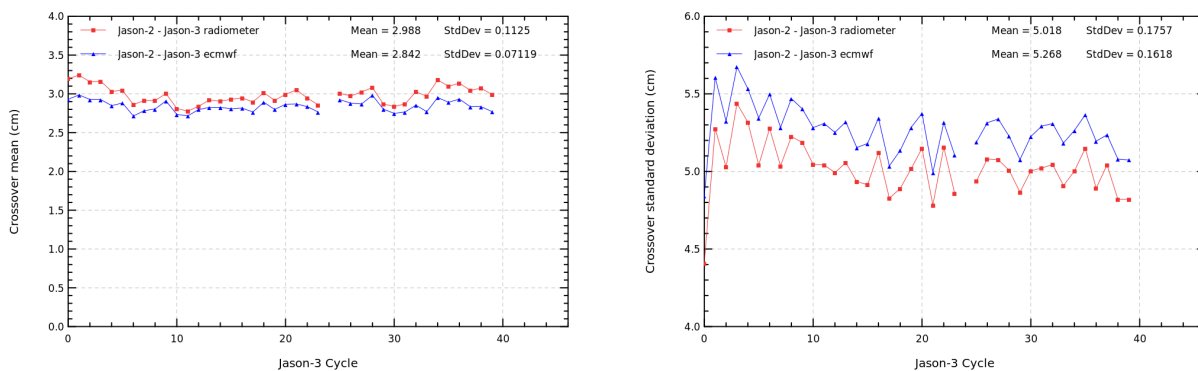 4.0
3.5
3.0
2.5
2.0
1.5
1.0
0.5
0.0
Crossover mean (cm)
Jason-2 - Jason-3 radiometer Mean = 2.988 StdDev = 0.1125
Jason-2 - Jason-3 ecmwf Mean = 2.842 StdDev = 0.07119
0 10 20 30 40
Jason-3 Cycle
6.0
5.5
5.0
4.5
4.0
Crossover standard deviation (cm)
Jason-2 - Jason-3 radiometer Mean = 5.018 StdDev = 0.1757
Jason-2 - Jason-3 ecmwf Mean = 5.268 StdDev = 0.1618
0 10 20 30 40
Jason-3 Cycle